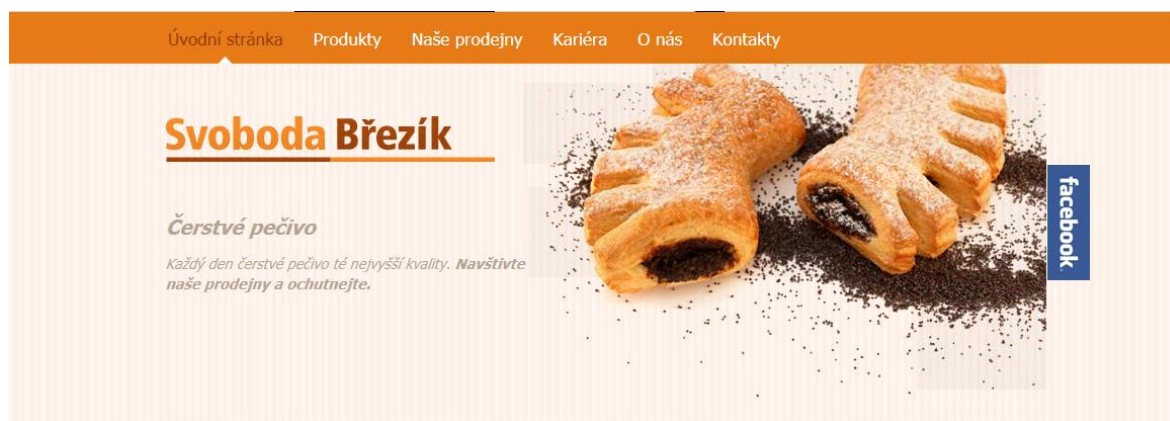 Úvodní stránka Produkty Naše prodejny Kariéra O nás Kontakty
Svoboda Březík
Čerstvé pečivo
Každý den čerstvé pečivo té nejvyšší kvality. Navštivte
naše prodejny a ochutnejte.
facebook